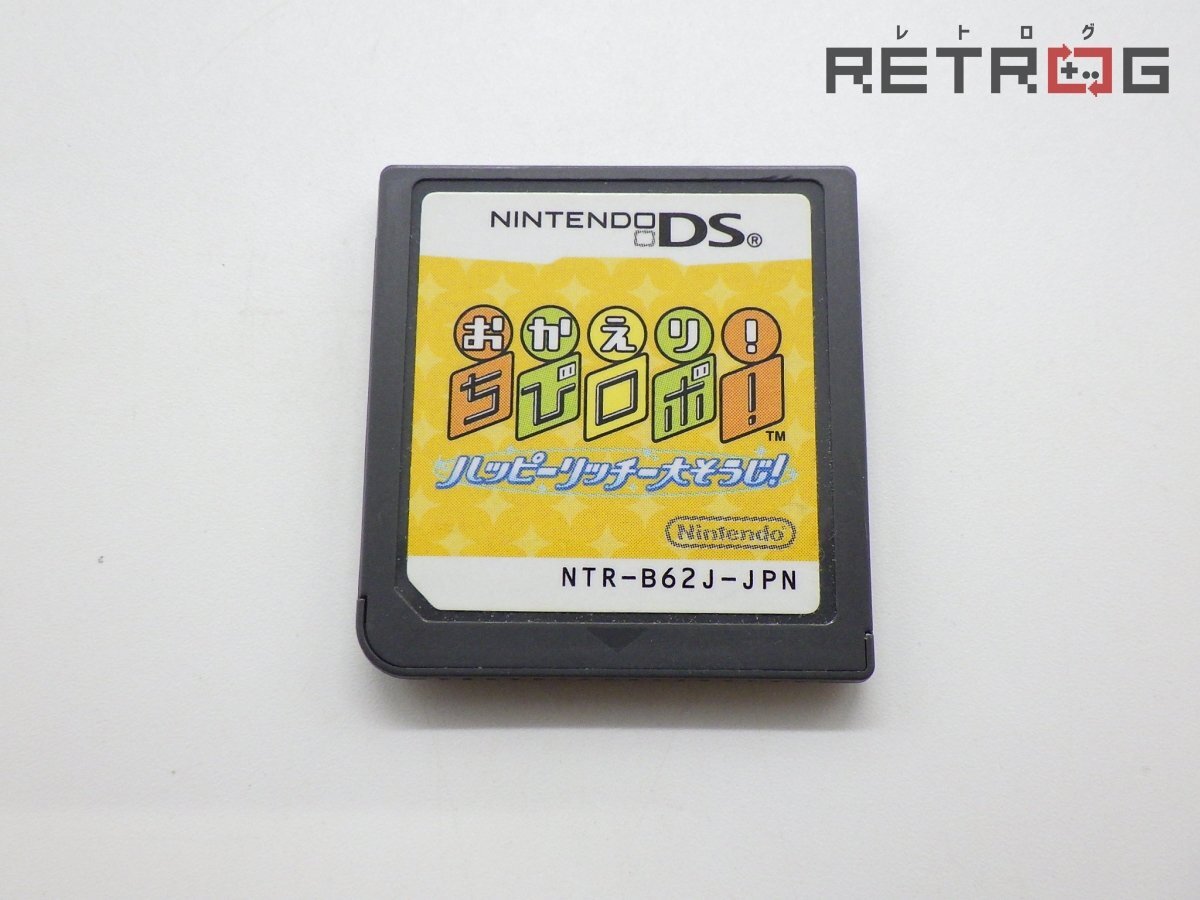 レトログ
RETROG
NINTENDO DS®
おかえり！
ちびロボ！™
ハッピーリッチー大そうじ！
Nintendo®
NTR-B62J-JPN